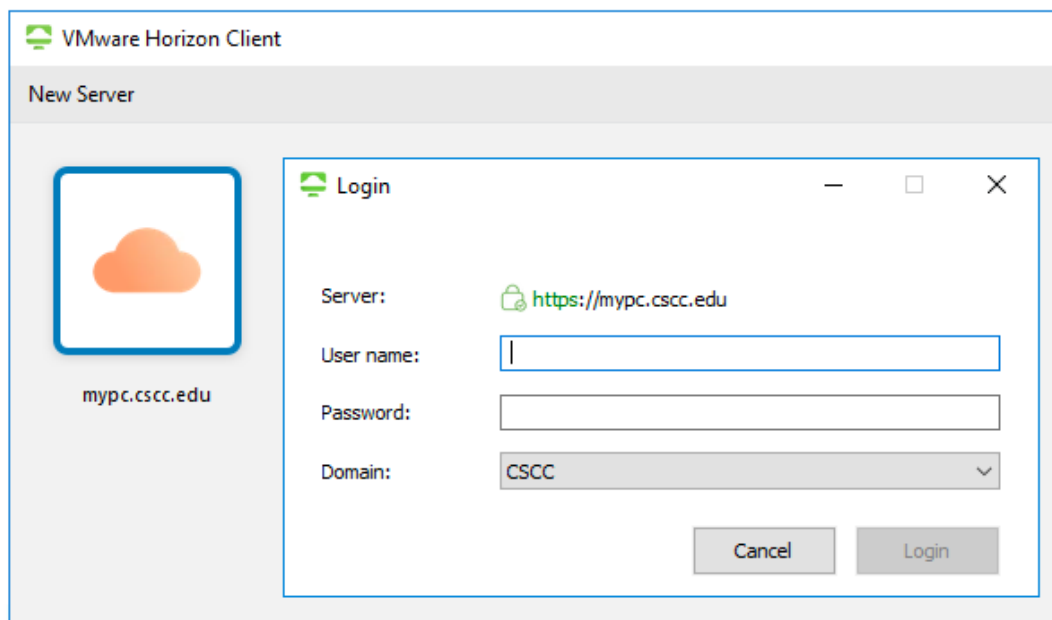 VMware Horizon Client
New Server
Login
Server: https://mypc.cscc.edu
User name:
mypc.cscc.edu
Password:
Domain: CSCC
Cancel Login